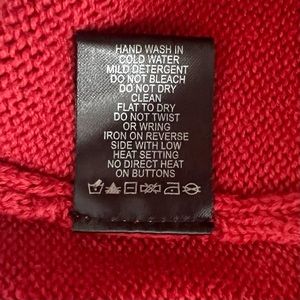 HAND WASH IN
COLD WATER
MILD DETERGENT
DO NOT BLEACH
DO NOT DRY
CLEAN
FLAT TO DRY
DO NOT TWIST
OR WRING
IRON ON REVERSE
SIDE WITH LOW
HEAT SETTING
NO DIRECT HEAT
ON BUTTONS